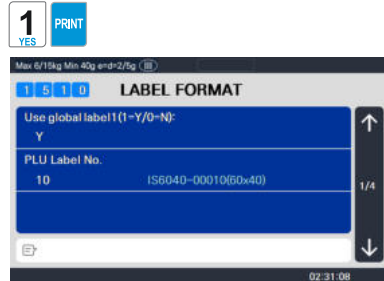 1
YES
PRINT
Max 6/15kg Min 40g e=d=2/5g (III)
1 5 1 0 LABEL FORMAT
Use global label1(1-Y/0-N):
Y
PLU Label No.
10 IS6040-00010(60x40)
1/4
02:31:08